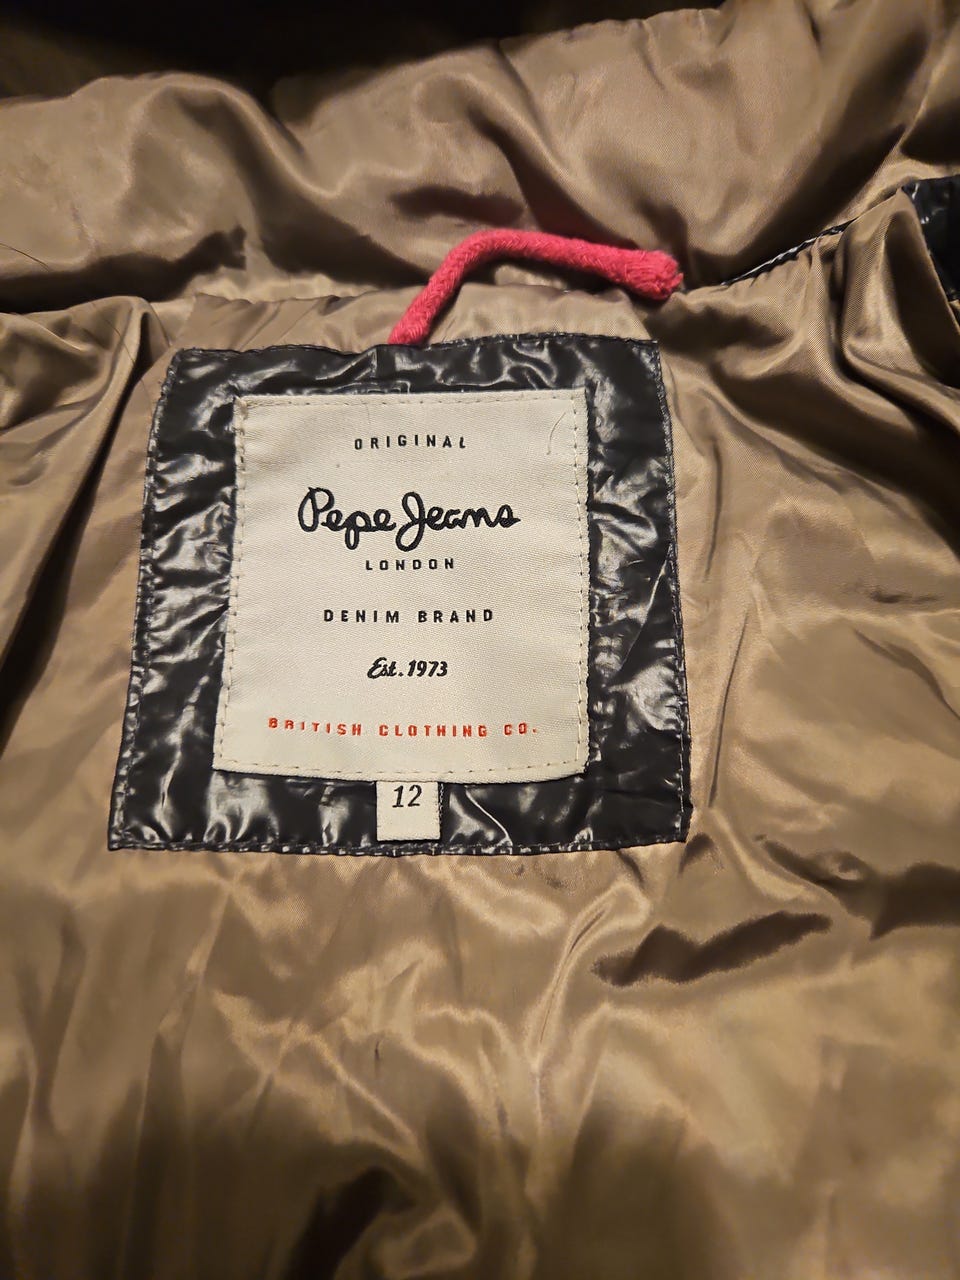 ORIGINAL
Pepe Jeans
LONDON
DENIM BRAND
Est. 1973
BRITISH CLOTHING CO.
12